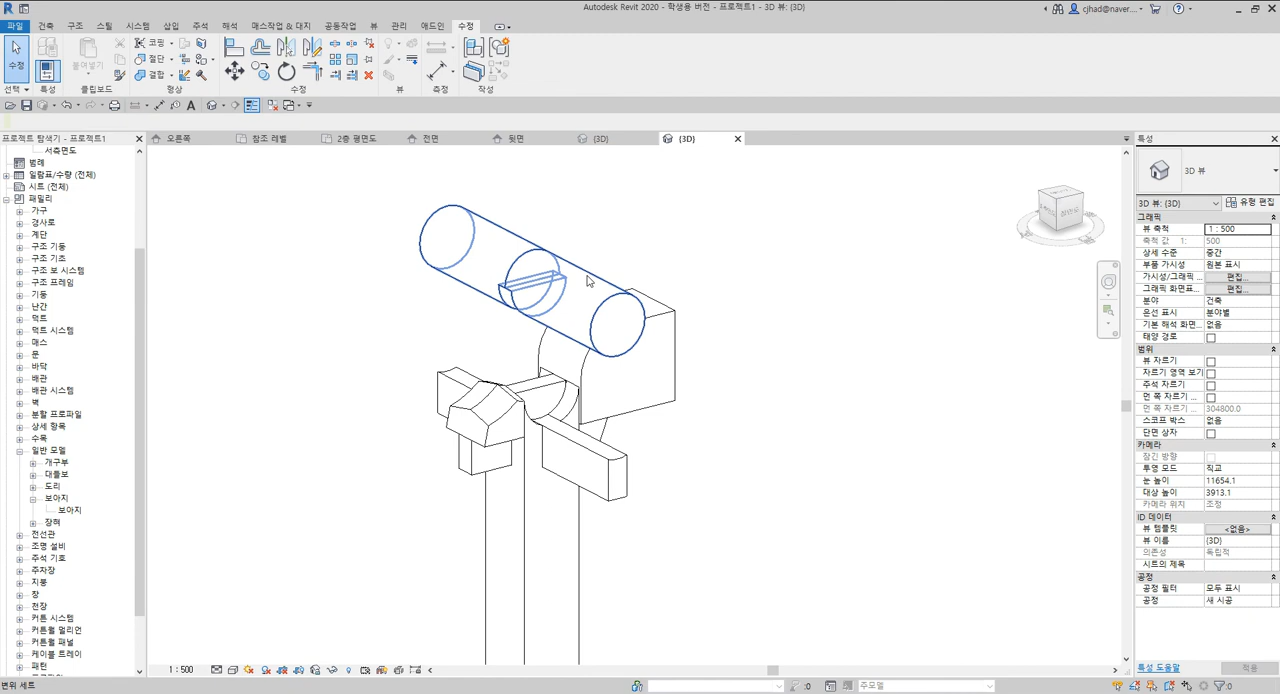 Autodesk Revit 2020 - 학생용 버전 - 프로젝트1 - 3D 뷰: {3D}
cjhad@naver....
파일 건축 구조 스틸 시스템 삽입 주석 해석 매스작업 & 대지 공동작업 뷰 관리 애드인 수정
수정 붙여넣기 코핑 절단 결합
선택 특성 클립보드 형상 수정 뷰 측정 작성
프로젝트 탐색기 - 프로젝트1
오른쪽 참조 레벨 2층 평면도 전면 뒷면 {3D} {3D}
서측면도
범례
일람표/수량 (전체)
시트 (전체)
패밀리
가구
경사로
계단
구조 기둥
구조 기초
구조 보 시스템
구조 프레임
기둥
난간
덕트
덕트 시스템
매스
문
바닥
배관
배관 시스템
벽
분할 프로파일
상세 항목
수목
일반 모델
개구부
대들보
도리
보아지
보아지
장혀
전선관
조명 설비
주석 기호
주차장
지붕
창
전장
커튼 시스템
커튼월 멀리언
커튼월 패널
케이블 트레이
패턴
특성
3D 뷰
3D 뷰: {3D} 유형 편집
그래픽
뷰 축척 1 : 500
축척 값 1: 500
상세 수준 중간
부품 가시성 원본 표시
가시성/그래픽 ... 편집...
그래픽 화면표... 편집...
분야 건축
은선 표시 분야별
기본 해석 화면... 없음
태양 경로
범위
뷰 자르기
자르기 영역 보기
주석 자르기
먼 쪽 자르기 ...
먼 쪽 자르기 ... 304800.0
스코프 박스 없음
단면 상자
카메라
잠긴 방향
투영 모드 직교
눈 높이 11654.1
대상 높이 3913.1
카메라 위치 조정
ID 데이터
뷰 템플릿 <없음>
뷰 이름 {3D}
의존성 독립적
시트의 제목
공정
공정 필터 모두 표시
공정 새 시공
특성 도움말 적용
1 : 500
변위 세트
:0
주모델
:0